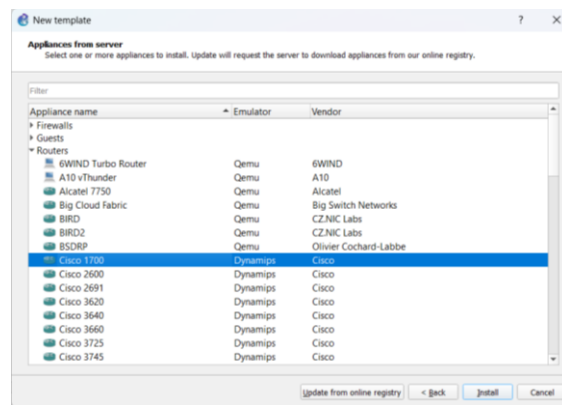 New template
?
Appliances from server
Select one or more appliances to install. Update will request the server to download appliances from our online registry.
Filter
Appliance name Emulator Vendor
Firewalls
Guests
Routers
6WIND Turbo Router Qemu 6WIND
A10 vThunder Qemu A10
Alcatel 7750 Qemu Alcatel
Big Cloud Fabric Qemu Big Switch Networks
BIRD Qemu CZ.NIC Labs
BIRD2 Qemu CZ.NIC Labs
BSDRP Qemu Olivier Cochard-Labbe
Cisco 1700 Dynamips Cisco
Cisco 2600 Dynamips Cisco
Cisco 2691 Dynamips Cisco
Cisco 3620 Dynamips Cisco
Cisco 3640 Dynamips Cisco
Cisco 3660 Dynamips Cisco
Cisco 3725 Dynamips Cisco
Cisco 3745 Dynamips Cisco
Update from online registry < Back Install Cancel